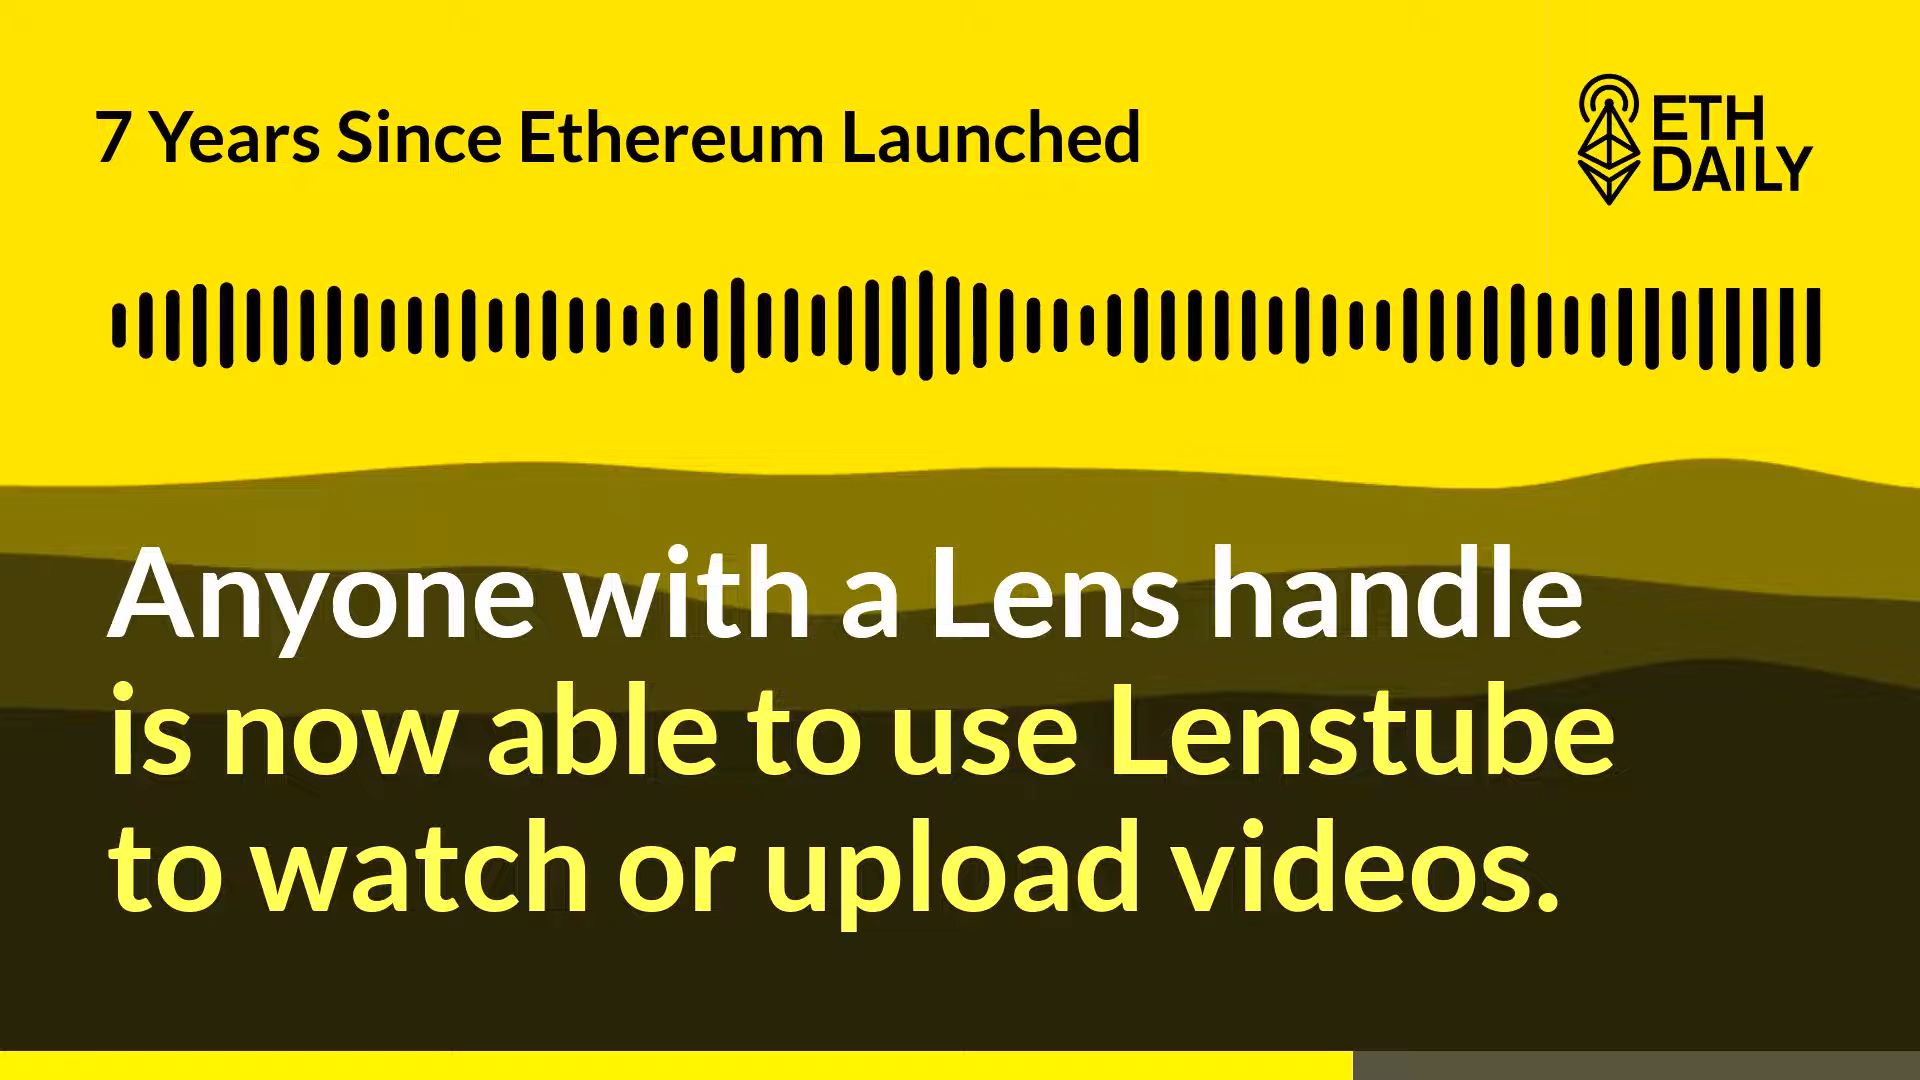 7 Years Since Ethereum Launched
ETH
DAILY
Anyone with a Lens handle
is now able to use Lenstube
to watch or upload videos.